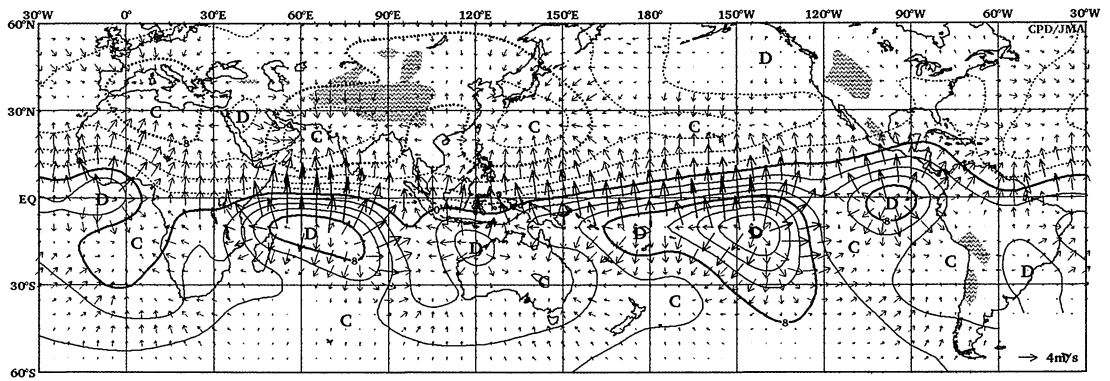 30°W 0° 30°E 60°E 90°E 120°E 150°E 180° 150°W 120°W 90°W 60°W 30°W
60°N
CPD/JMA
D
30°N
C D C C C
8
EQ
D D
8
C D D D D C
8
C D
30°S
C C
C
8
60°S
4m/s